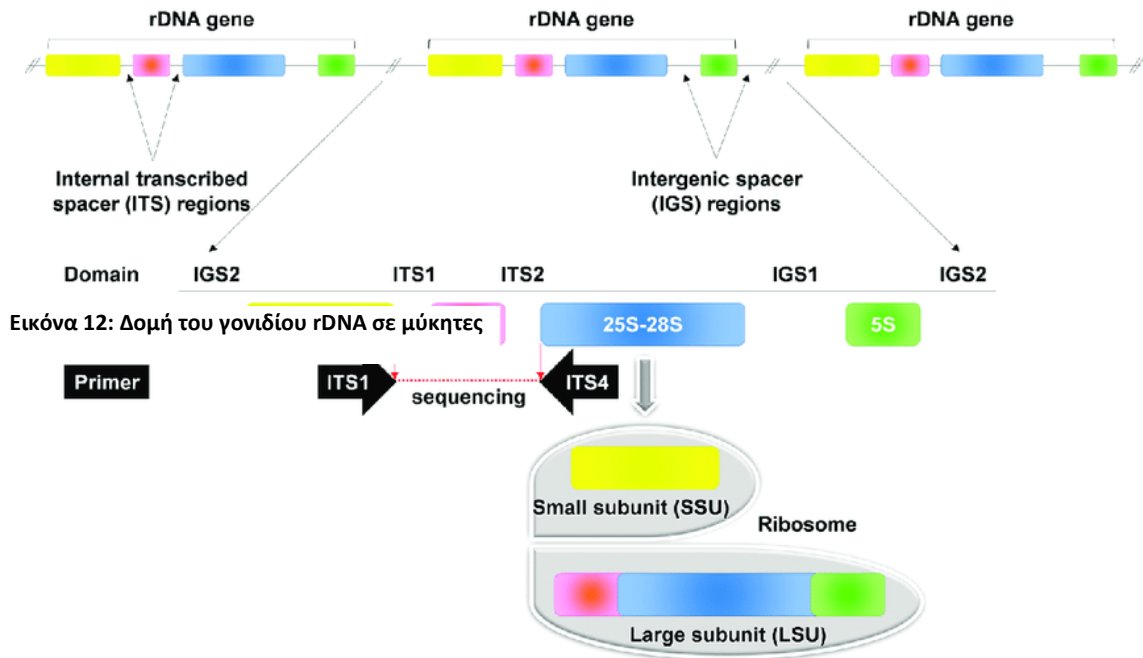 rDNA gene
rDNA gene
rDNA gene
Internal transcribed
spacer (ITS) regions
Intergenic spacer
(IGS) regions
Domain IGS2 ITS1 ITS2 IGS1 IGS2
Εικόνα 12: Δομή του γονιδίου rDNA σε μύκητες
25S-28S
5S
Primer
ITS1
ITS4
sequencing
Small subunit (SSU)
Ribosome
Large subunit (LSU)